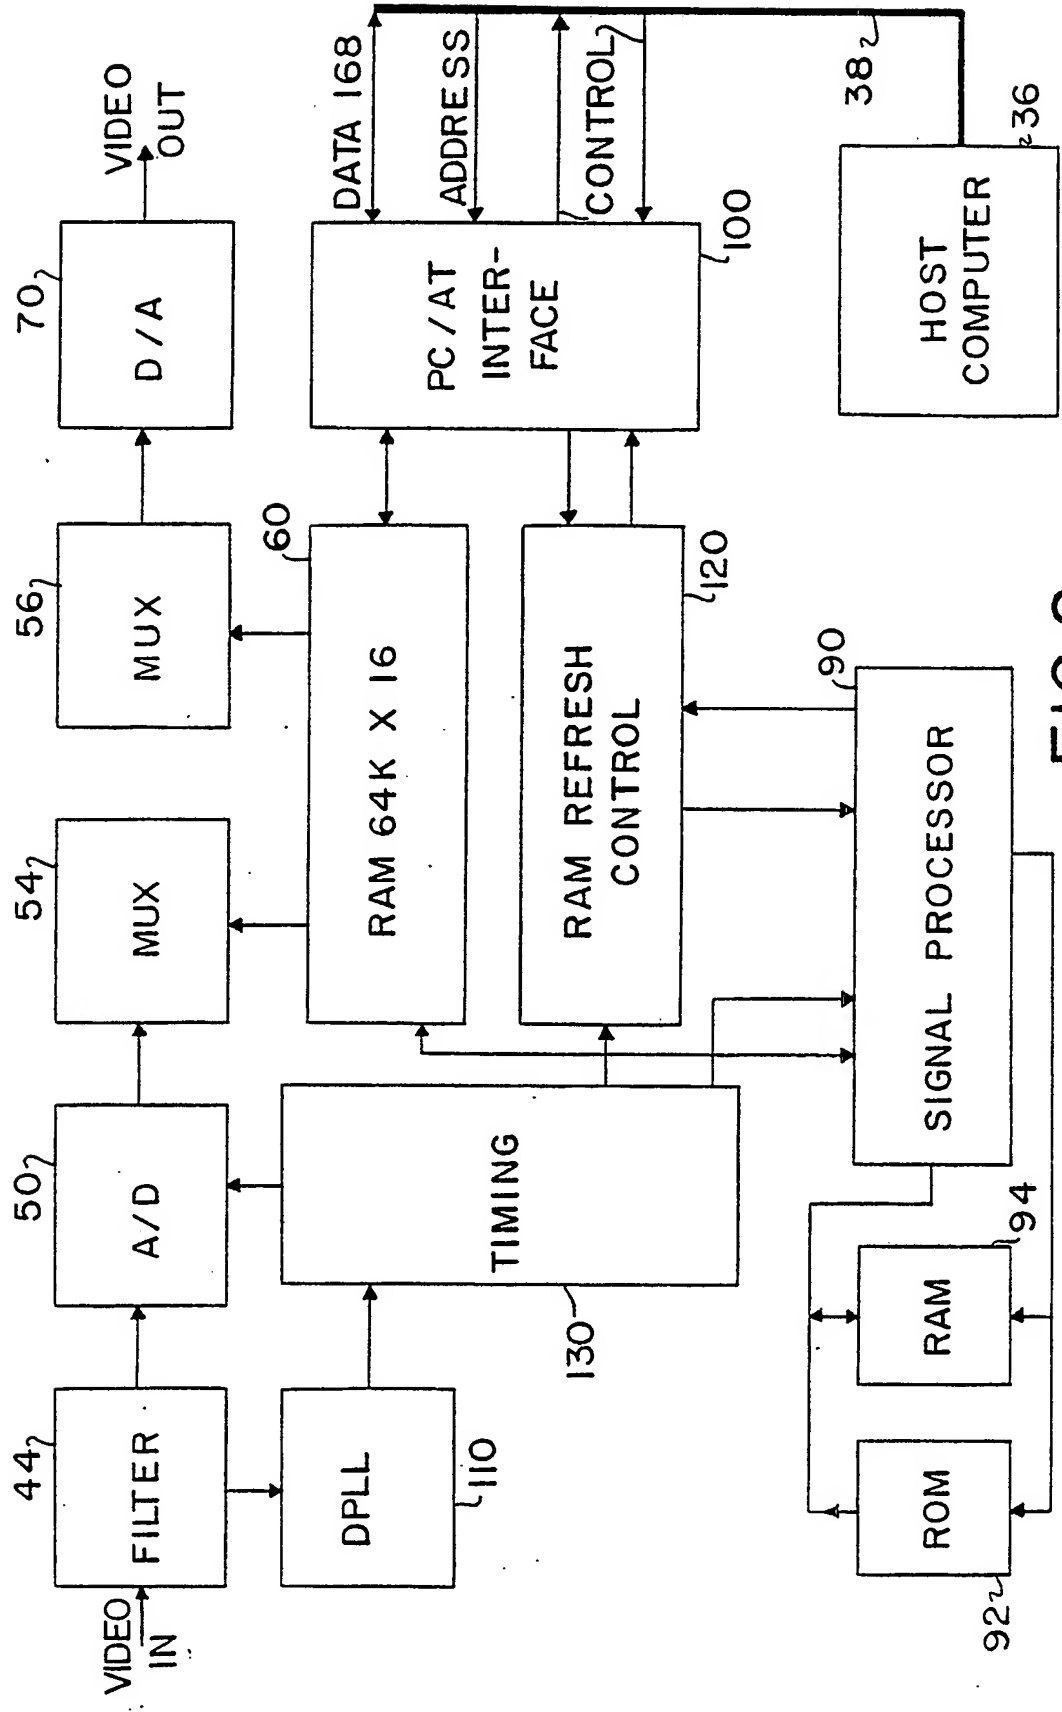 VIDEO
IN
44
FILTER
50
A/D
54
MUX
56
MUX
70
D/A
VIDEO
OUT
110
DPLL
130
TIMING
60
RAM 64K X 16
120
RAM REFRESH
CONTROL
100
PC/AT
INTER-
FACE
DATA 168
ADDRESS
CONTROL
38
92
ROM
94
RAM
90
SIGNAL PROCESSOR
36
HOST
COMPUTER